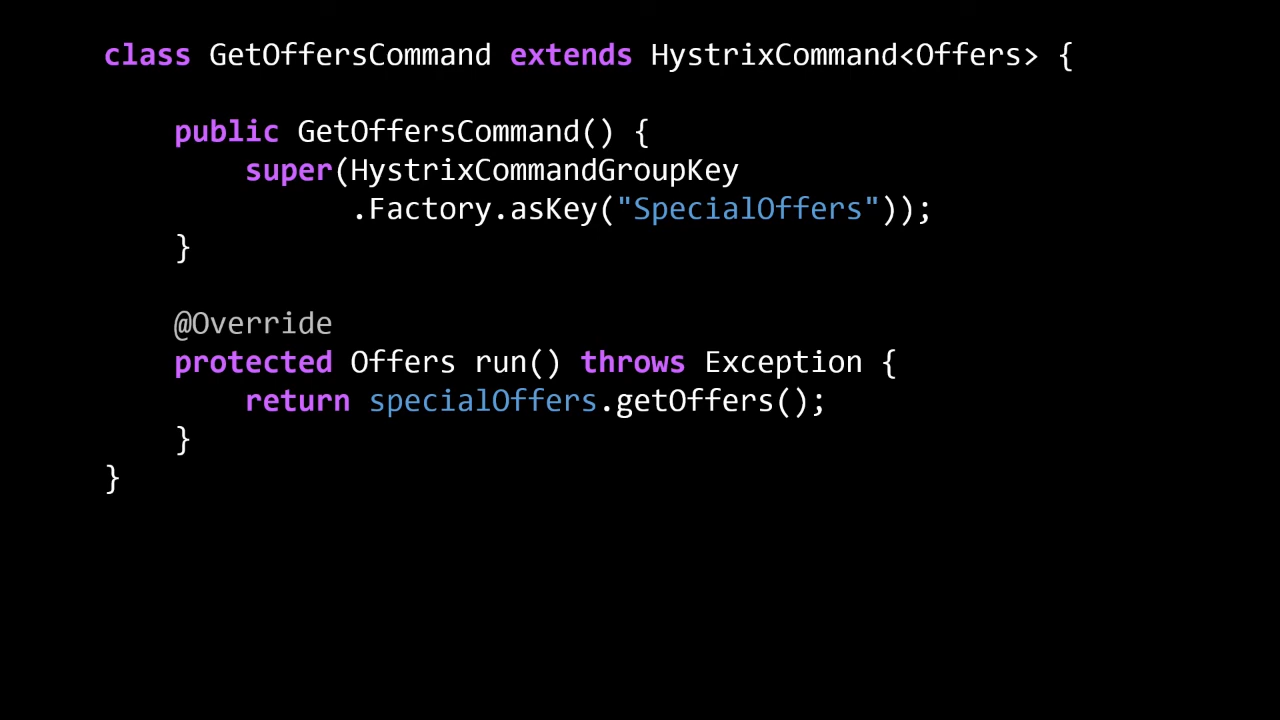 class GetOffersCommand extends HystrixCommand<Offers> {
public GetOffersCommand() {
super(HystrixCommandGroupKey
.Factory.asKey("SpecialOffers"));
}
@Override
protected Offers run() throws Exception {
return specialOffers.getOffers();
}
}